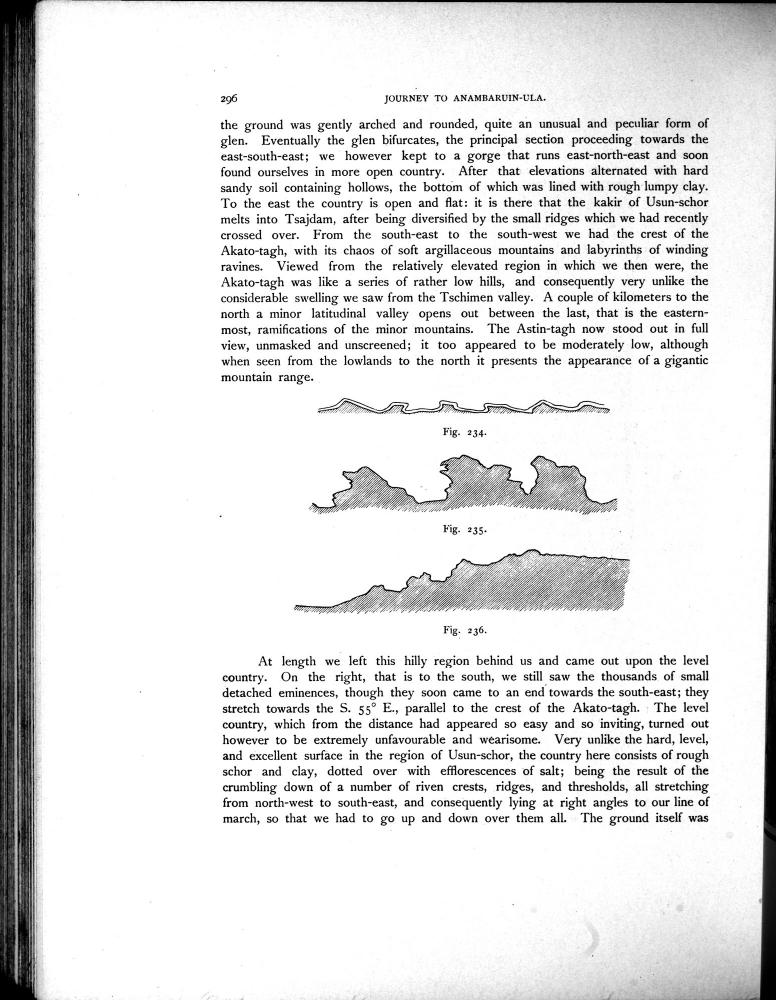 296
JOURNEY TO ANAMBARUIN-ULA.
the ground was gently arched and rounded, quite an unusual and peculiar form of
glen. Eventually the glen bifurcates, the principal section proceeding towards the
east-south-east; we however kept to a gorge that runs east-north-east and soon
found ourselves in more open country. After that elevations alternated with hard
sandy soil containing hollows, the bottom of which was lined with rough lumpy clay.
To the east the country is open and flat: it is there that the kakir of Usun-schor
melts into Tsajdam, after being diversified by the small ridges which we had recently
crossed over. From the south-east to the south-west we had the crest of the
Akato-tagh, with its chaos of soft argillaceous mountains and labyrinths of winding
ravines. Viewed from the relatively elevated region in which we then were, the
Akato-tagh was like a series of rather low hills, and consequently very unlike the
considerable swelling we saw from the Tschimen valley. A couple of kilometers to the
north a minor latitudinal valley opens out between the last, that is the eastern-
most, ramifications of the minor mountains. The Astin-tagh now stood out in full
view, unmasked and unscreened; it too appeared to be moderately low, although
when seen from the lowlands to the north it presents the appearance of a gigantic
mountain range.
Fig. 234.
Fig. 235.
Fig. 236.
At length we left this hilly region behind us and came out upon the level
country. On the right, that is to the south, we still saw the thousands of small
detached eminences, though they soon came to an end towards the south-east; they
stretch towards the S. 55° E., parallel to the crest of the Akato-tagh. The level
country, which from the distance had appeared so easy and so inviting, turned out
however to be extremely unfavourable and wearisome. Very unlike the hard, level,
and excellent surface in the region of Usun-schor, the country here consists of rough
schor and clay, dotted over with efflorescences of salt; being the result of the
crumbling down of a number of riven crests, ridges, and thresholds, all stretching
from north-west to south-east, and consequently lying at right angles to our line of
march, so that we had to go up and down over them all. The ground itself was